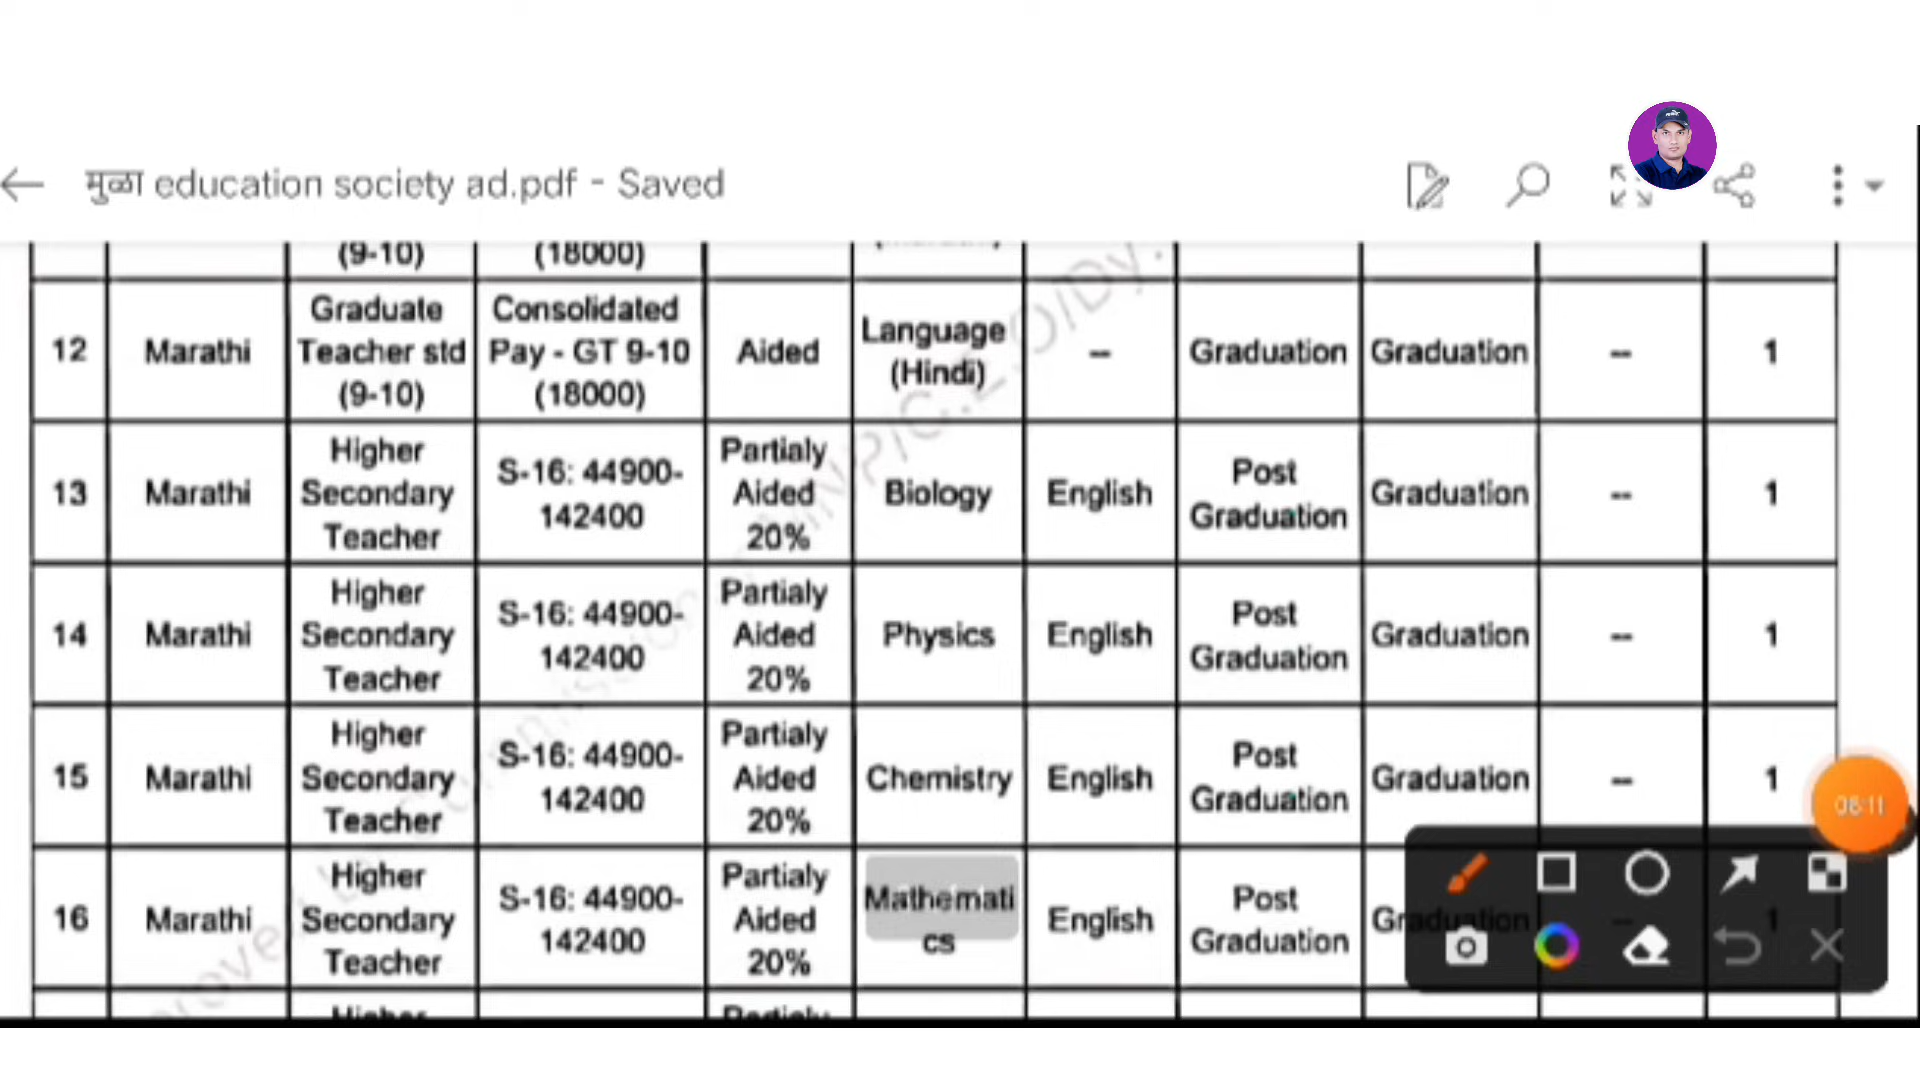 मुळा education society ad.pdf - Saved
(9-10) (18000)
12 Marathi Graduate Teacher std (9-10) Consolidated Pay - GT 9-10 (18000) Aided Language (Hindi) -- Graduation Graduation -- 1
13 Marathi Higher Secondary Teacher S-16: 44900-142400 Partialy Aided 20% Biology English Post Graduation Graduation -- 1
14 Marathi Higher Secondary Teacher S-16: 44900-142400 Partialy Aided 20% Physics English Post Graduation Graduation -- 1
15 Marathi Higher Secondary Teacher S-16: 44900-142400 Partialy Aided 20% Chemistry English Post Graduation Graduation -- 1
16 Marathi Higher Secondary Teacher S-16: 44900-142400 Partialy Aided 20% Mathematics English Post Graduation Graduation -- 1
Higher Partialy
06:11